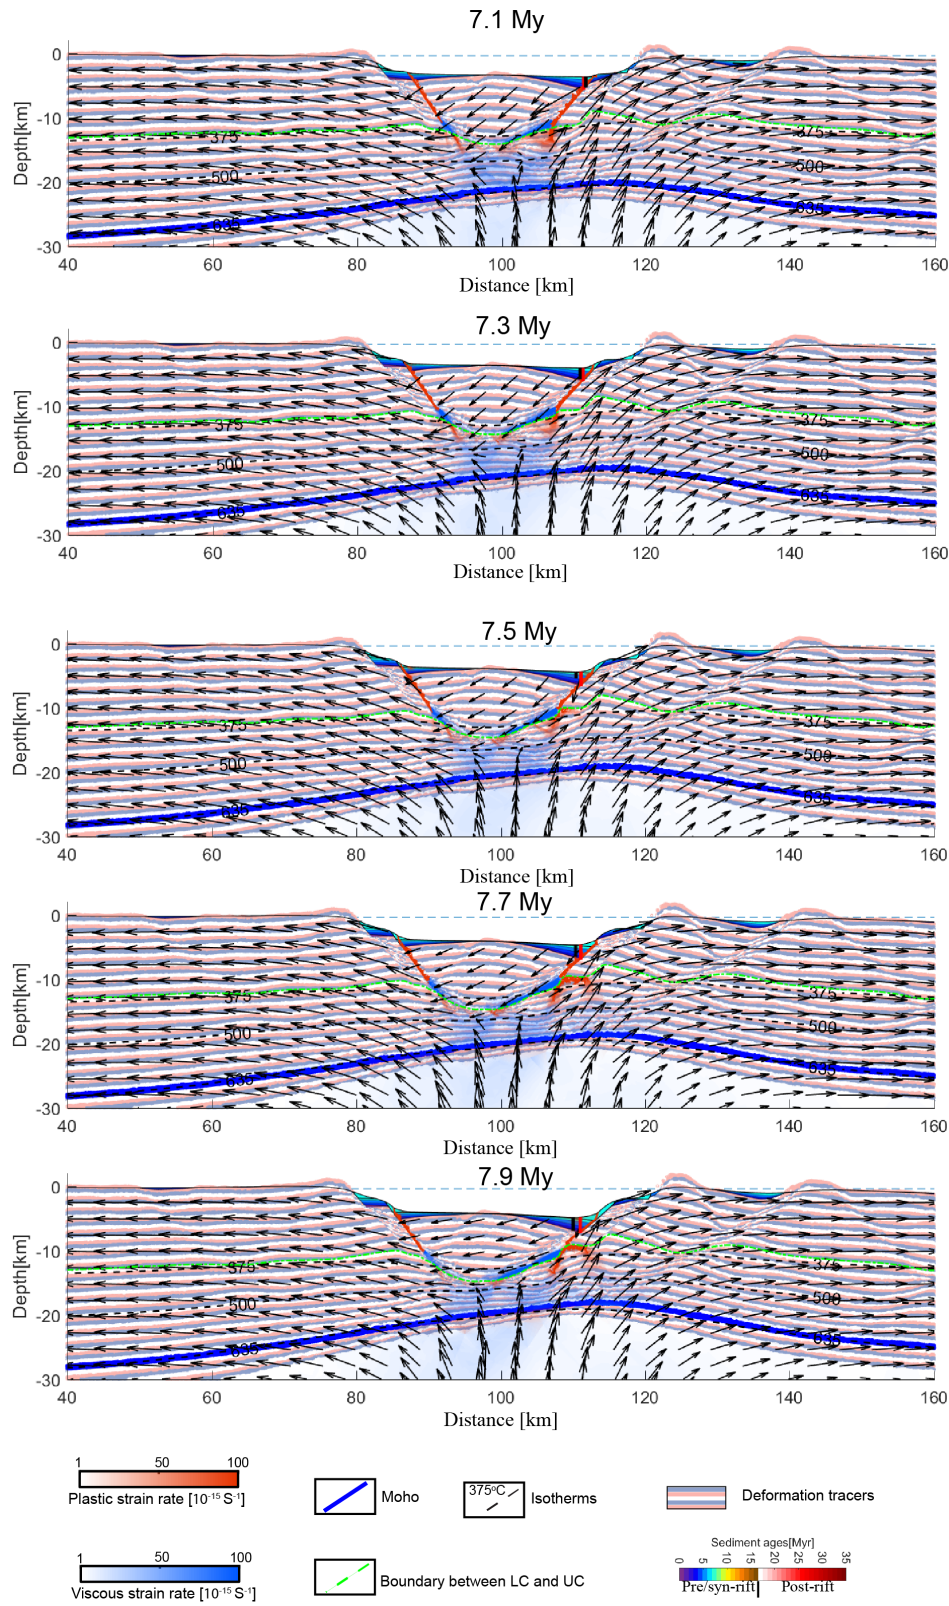 7.1 My
0
-10
-20
-30
Depth[km]
375
500
635
375
500
635
40 60 80 100 120 140 160
Distance [km]
7.3 My
0
-10
-20
-30
Depth[km]
375
500
635
375
500
635
40 60 80 100 120 140 160
Distance [km]
7.5 My
0
-10
-20
-30
Depth[km]
375
500
635
375
500
635
40 60 80 100 120 140 160
Distance [km]
7.7 My
0
-10
-20
-30
Depth[km]
375
500
635
375
500
635
40 60 80 100 120 140 160
Distance [km]
7.9 My
0
-10
-20
-30
Depth[km]
375
500
635
375
500
635
40 60 80 100 120 140 160
Distance [km]
1 50 100
Plastic strain rate [10⁻¹⁵ S⁻¹]
Moho
375ºC
Isotherms
Deformation tracers
1 50 100
Viscous strain rate [10⁻¹⁵ S⁻¹]
Boundary between LC and UC
Sediment ages[Myr]
0 5 10 15 20 25 30 35
Pre/syn-rift Post-rift